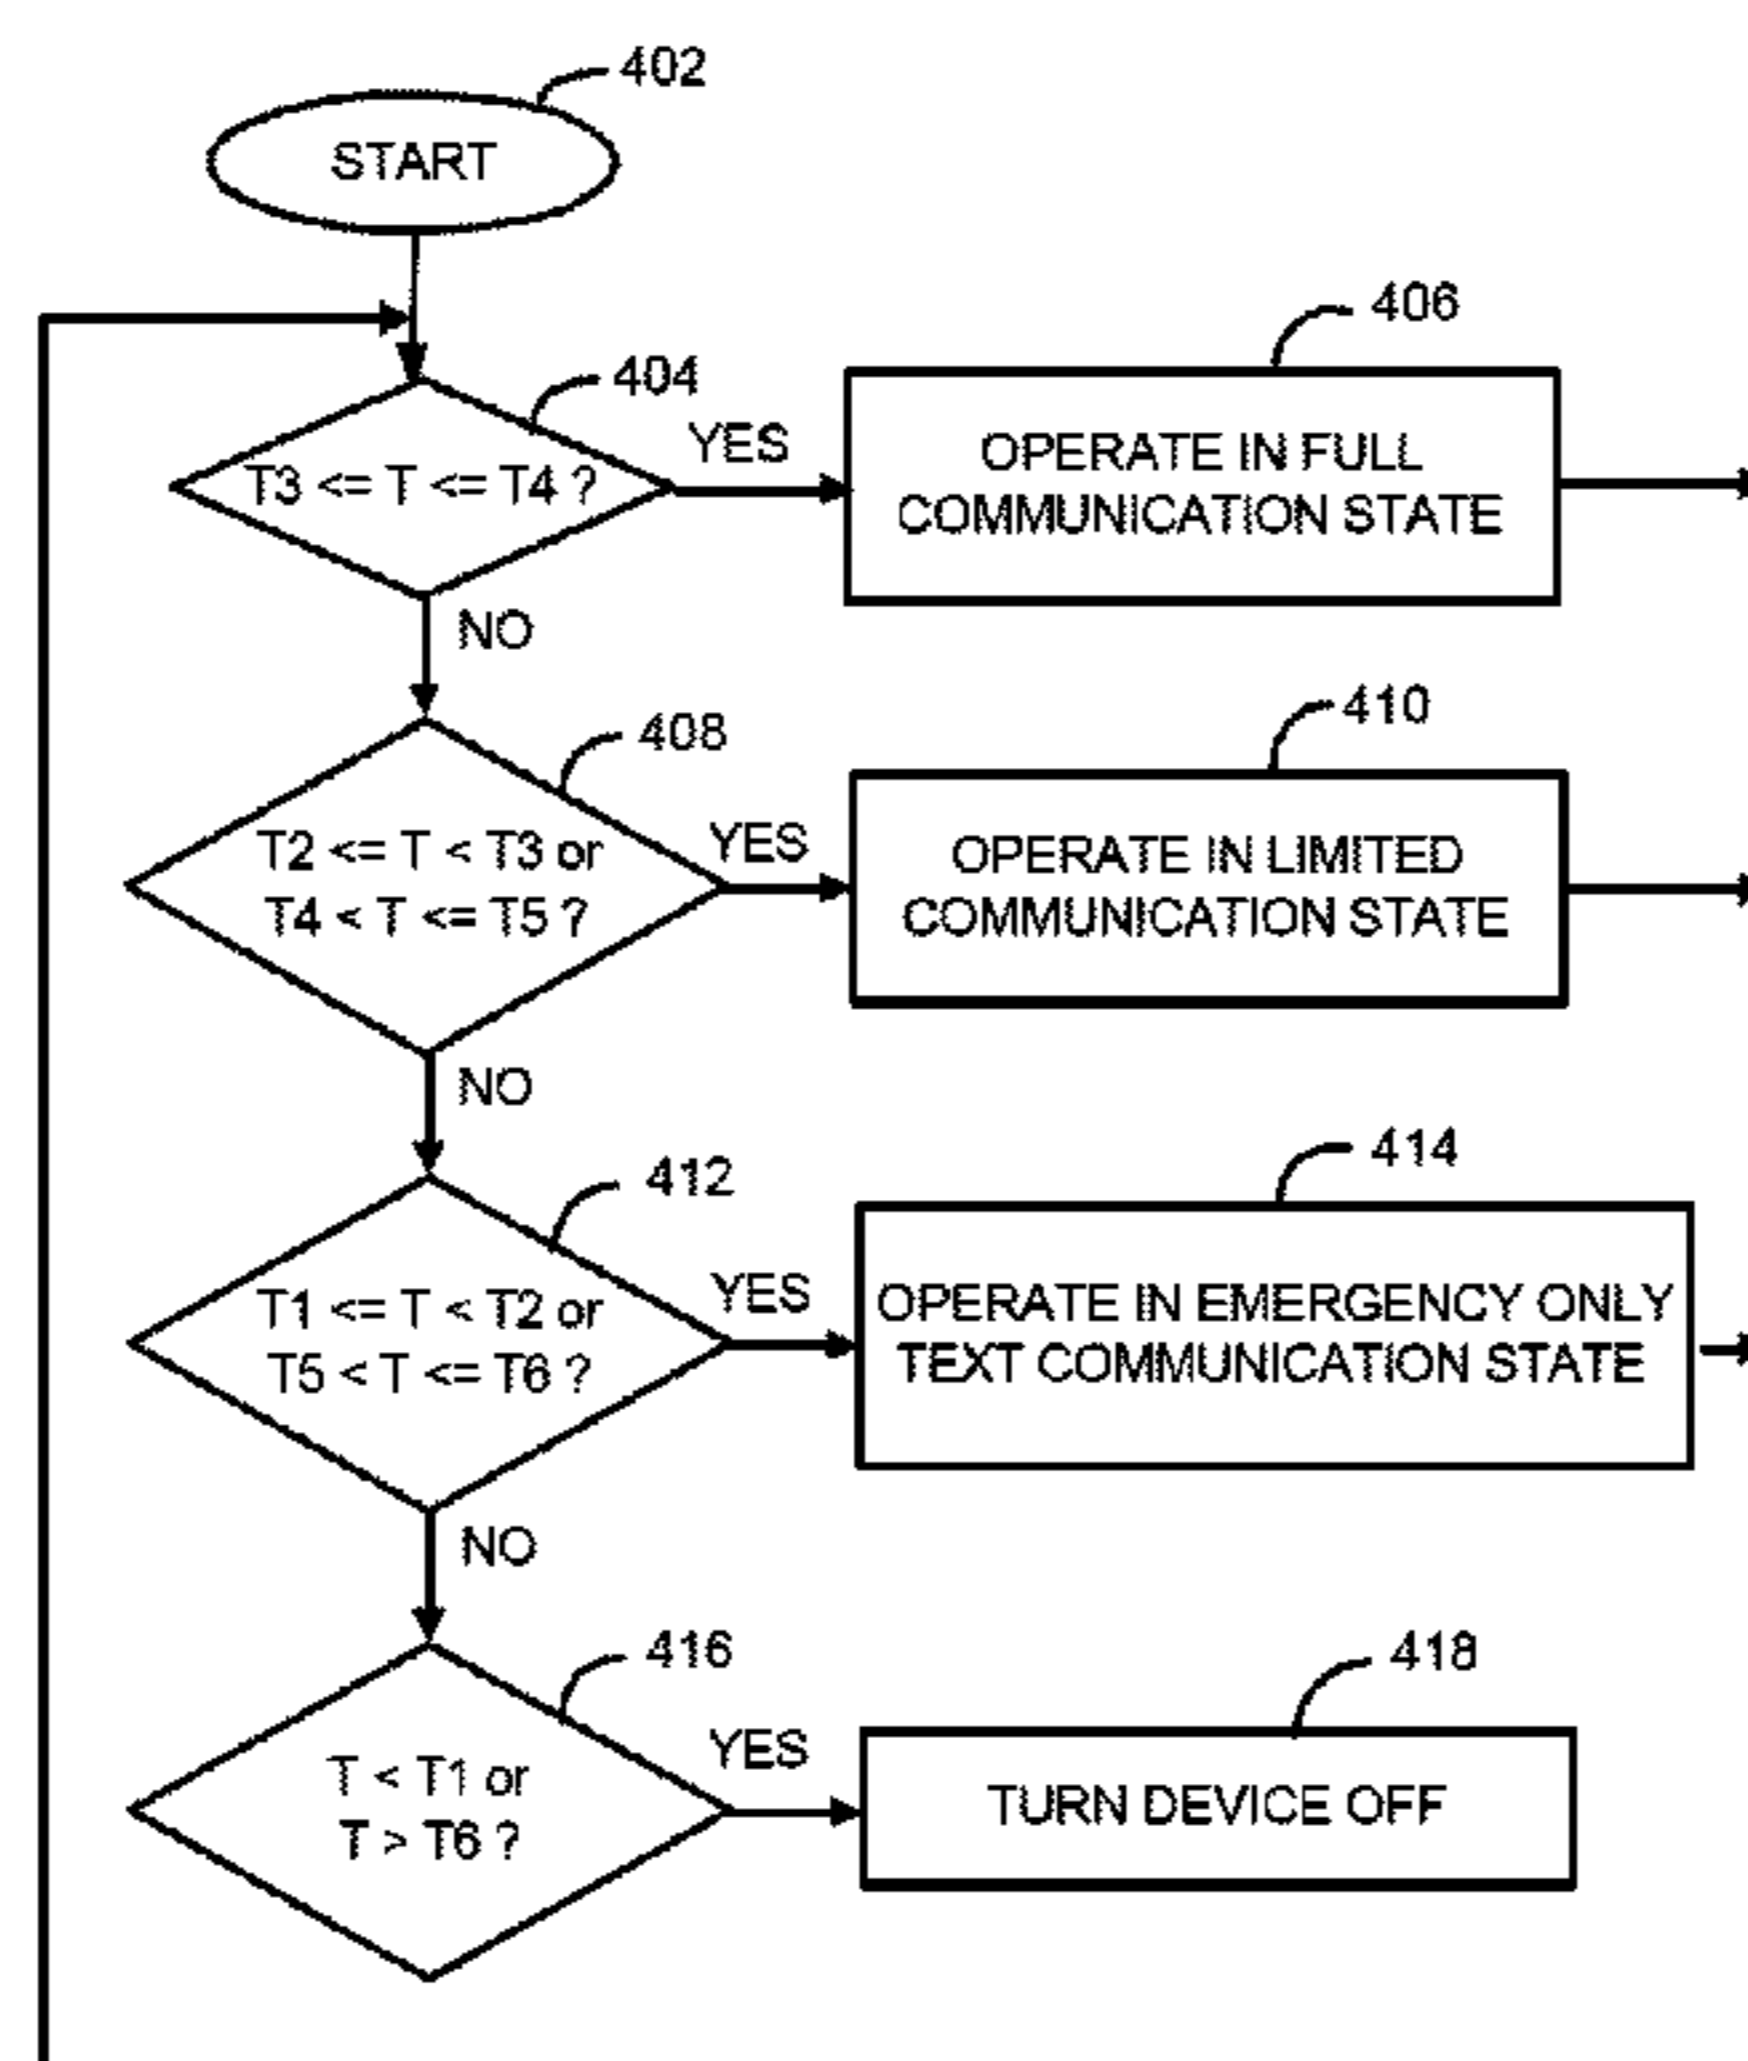 402
START
406
404
YES
T3 <= T <= T4 ?
OPERATE IN FULL
COMMUNICATION STATE
NO
410
408
YES
T2 <= T < T3 or
T4 < T <= T5 ?
OPERATE IN LIMITED
COMMUNICATION STATE
NO
414
412
YES
T1 <= T < T2 or
T5 < T <= T6 ?
OPERATE IN EMERGENCY ONLY
TEXT COMMUNICATION STATE
NO
418
416
YES
T < T1 or
T > T6 ?
TURN DEVICE OFF